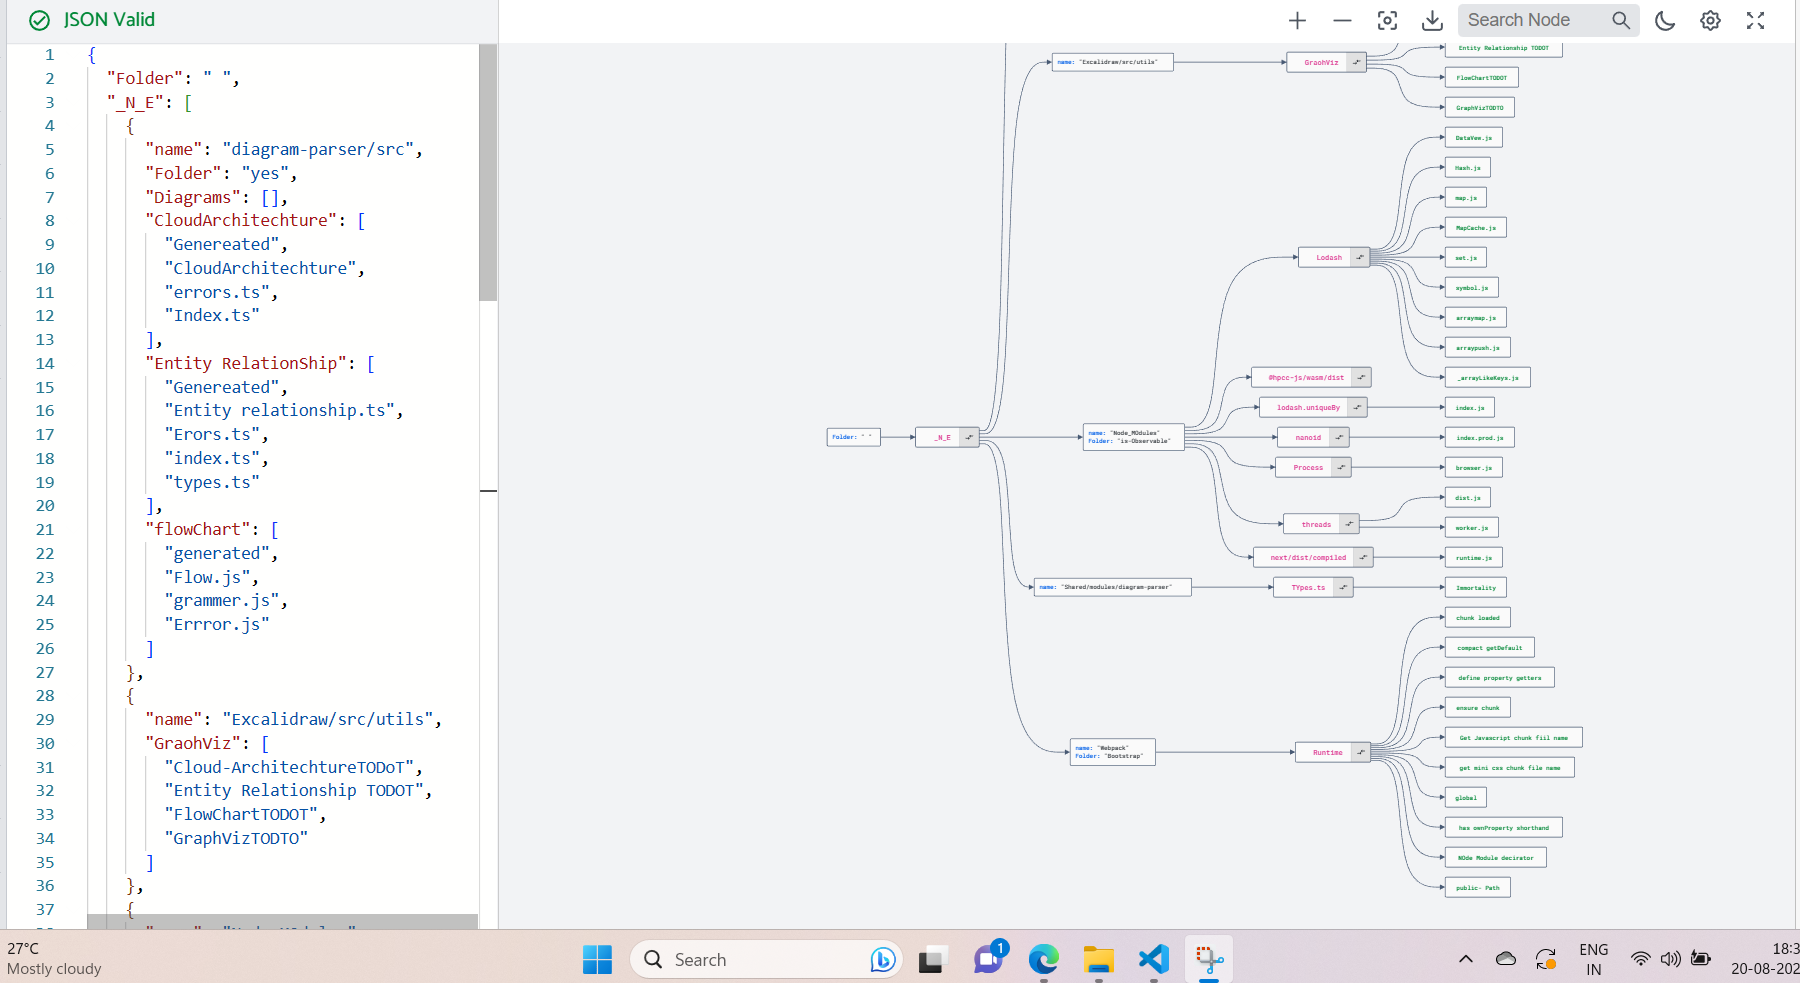 JSON Valid
Search Node
1 {
2 "Folder": " ",
3 "_N_E": [
4 {
5 "name": "diagram-parser/src",
6 "Folder": "yes",
7 "Diagrams": [],
8 "CloudArchitechture": [
9 "Genereated",
10 "CloudArchitechture",
11 "errors.ts",
12 "Index.ts"
13 ],
14 "Entity RelationShip": [
15 "Genereated",
16 "Entity relationship.ts",
17 "Erors.ts",
18 "index.ts",
19 "types.ts"
20 ],
21 "flowChart": [
22 "generated",
23 "Flow.js",
24 "grammer.js",
25 "Errror.js"
26 ]
27 },
28 {
29 "name": "Excalidraw/src/utils",
30 "GraohViz": [
31 "Cloud-ArchitechtureTODoT",
32 "Entity Relationship TODOT",
33 "FlowChartTODOT",
34 "GraphVizTODTO"
35 ]
36 },
37 {
Folder: " "
_N_E
name: "Excalidraw/src/utils"
GraohViz
Entity Relationship TODOT
FlowChartTODOT
GraphVizTODTO
name: "Node_MOdules"
Folder: "is-Observable"
Lodash
DataVew.js
Hash.js
map.js
MapCache.js
set.js
symbol.js
arraymap.js
arraypush.js
_arrayLikeKeys.js
@hpcc-js/wasm/dist
lodash.uniqueBy
index.js
nanoid
index.prod.js
Process
browser.js
threads
dist.js
worker.js
next/dist/compiled
runtime.js
name: "Shared/modules/diagram-parser"
TYpes.ts
Immortality
name: "Webpack"
Folder: "Bootstrap"
Runtime
chunk loaded
compact getDefault
define property getters
ensure chunk
Get Javascript chunk fiil name
get mini css chunk file name
global
has ownProperty shorthand
NOde Module decirator
public- Path
27°C
Mostly cloudy
Search
1
ENG
IN
18:3
20-08-202